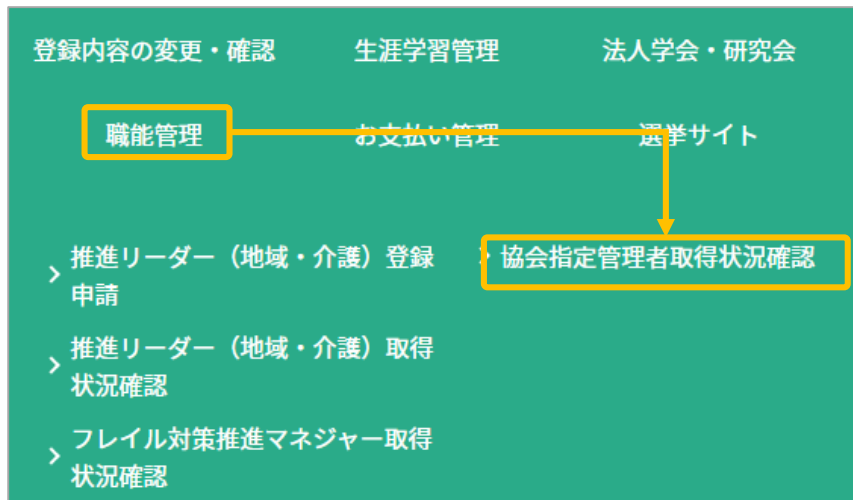 登録内容の変更・確認 生涯学習管理 法人学会・研究会
職能管理 お支払い管理 選挙サイト
推進リーダー（地域・介護）登録
申請
協会指定管理者取得状況確認
推進リーダー（地域・介護）取得
状況確認
フレイル対策推進マネジャー取得
状況確認